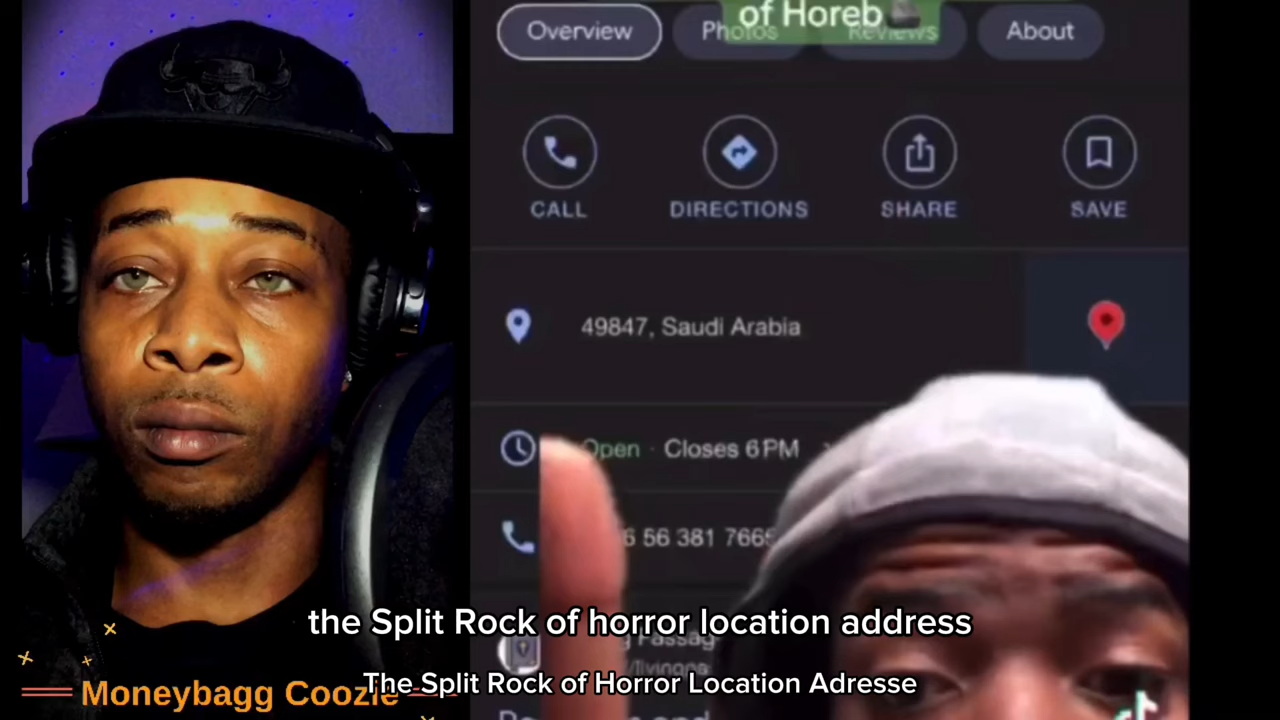 of Horeb
Overview
Photos
Reviews
About
CALL
DIRECTIONS
SHARE
SAVE
49847, Saudi Arabia
Open · Closes 6 PM
6 56 381 766
the Split Rock of horror location address
The Split Rock of Horror Location Adresse
Moneybagg Coozie